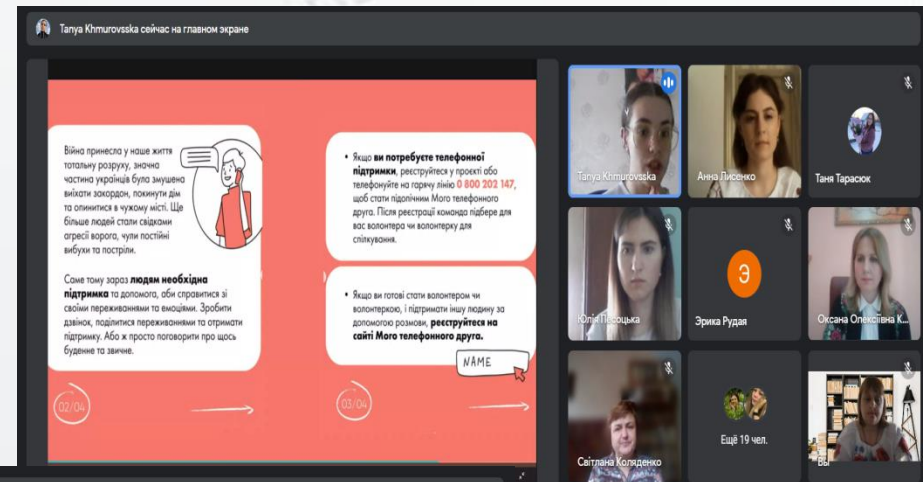 Tanya Khmurovsska сейчас на главном экране
Війна принесла у наше життя
тотальну розруху, значна
частина українців була змушена
виїхати закордон, покинути дім
та опинитися в чужому місті. Ще
більше людей стали свідками
агресії ворога, чули постійні
вибухи та постріли.
Саме тому зараз людям необхідна
підтримка та допомога, аби справитися зі
своїми переживаннями та емоціями. Зробити
дзвінок, поділитися переживаннями та отримати
підтримку. Або ж просто поговорити про щось
буденне та звичне.
02/04
• Якщо ви потребуєте телефонної
підтримки, реєструйтеся у проєкті або
телефонуйте на гарячу лінію 0 800 202 147,
щоб стати підопічним Мого телефонного
друга. Після реєстрації команда підбере для
вас волонтера чи волонтерку для
спілкування.
• Якщо ви готові стати волонтером чи
волонтеркою, і підтримати іншу людину за
допомогою розмови, реєструйтеся на
сайті Мого телефонного друга.
NAME
03/04
Tanya Khmurovsska
Анна Лисенко
Таня Тарасюк
Юлія Пісоцька
Э
Эрика Рудая
Оксана Олексіївна К...
Світлана Коляденко
Ещё 19 чел.
Вы